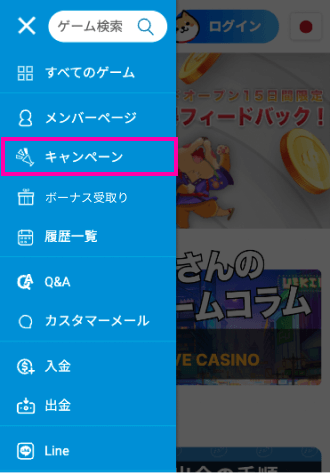 ゲーム検索
ログイン
すべてのゲーム
メンバーページ
キャンペーン
ボーナス受取り
履歴一覧
Q&A
カスタマーメール
入金
出金
Line
オープン15日間限定
フィードバック!
さんの
ームコラム
VE CASINO